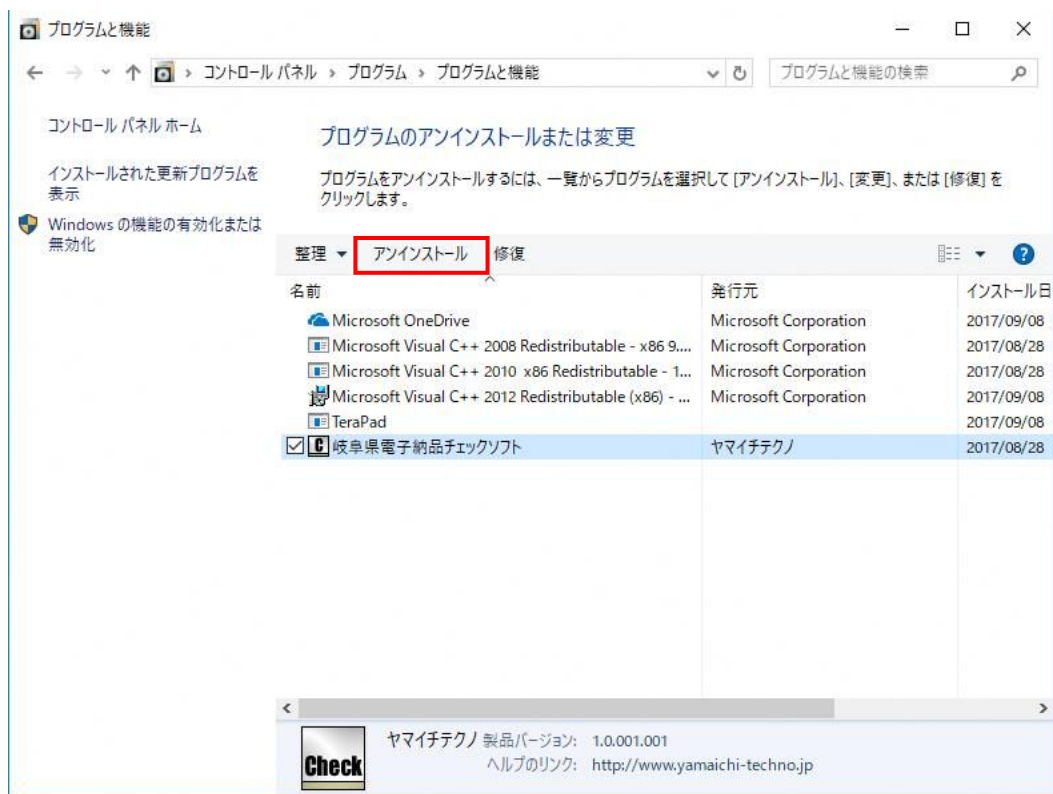 プログラムと機能
コントロール パネル › プログラム › プログラムと機能
プログラムと機能の検索
コントロール パネル ホーム
インストールされた更新プログラムを
表示
Windows の機能の有効化または
無効化
プログラムのアンインストールまたは変更
プログラムをアンインストールするには、一覧からプログラムを選択して [アンインストール]、[変更]、または [修復] を
クリックします。
整理 アンインストール 修復
名前 発行元 インストール日
Microsoft OneDrive Microsoft Corporation 2017/09/08
Microsoft Visual C++ 2008 Redistributable - x86 9.... Microsoft Corporation 2017/08/28
Microsoft Visual C++ 2010 x86 Redistributable - 1... Microsoft Corporation 2017/08/28
Microsoft Visual C++ 2012 Redistributable (x86) - ... Microsoft Corporation 2017/09/08
TeraPad 2017/09/08
C 岐阜県電子納品チェックソフト ヤマイチテクノ 2017/08/28
Check
ヤマイチテクノ 製品バージョン: 1.0.001.001
ヘルプのリンク: http://www.yamaichi-techno.jp